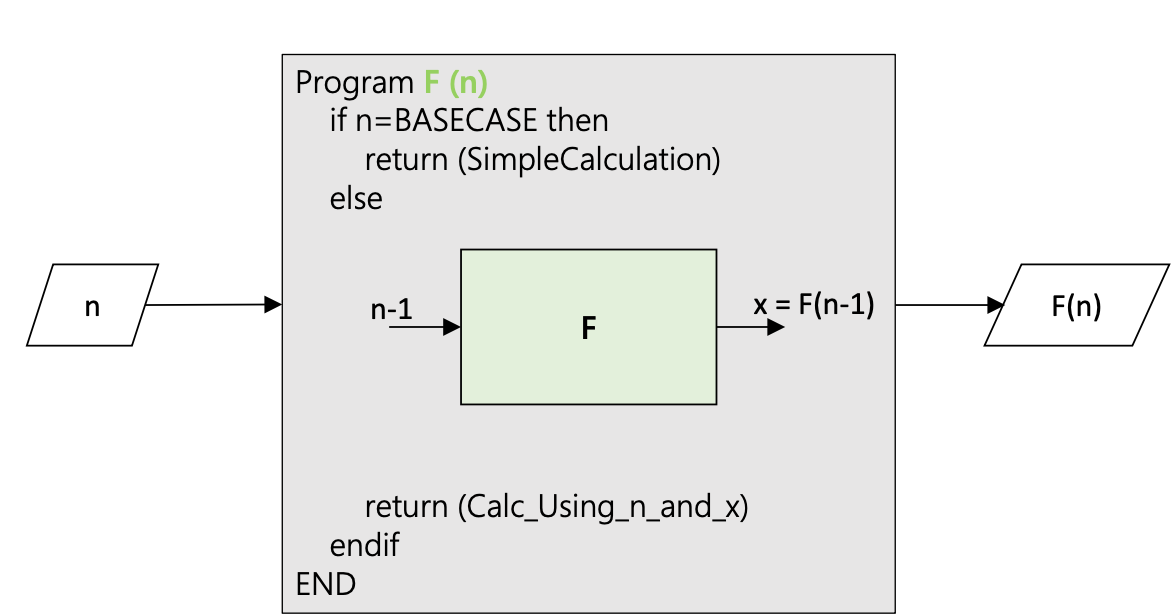 Program F (n)
if n=BASECASE then
return (SimpleCalculation)
else
n
n-1
F
x = F(n-1)
F(n)
return (Calc_Using_n_and_x)
endif
END